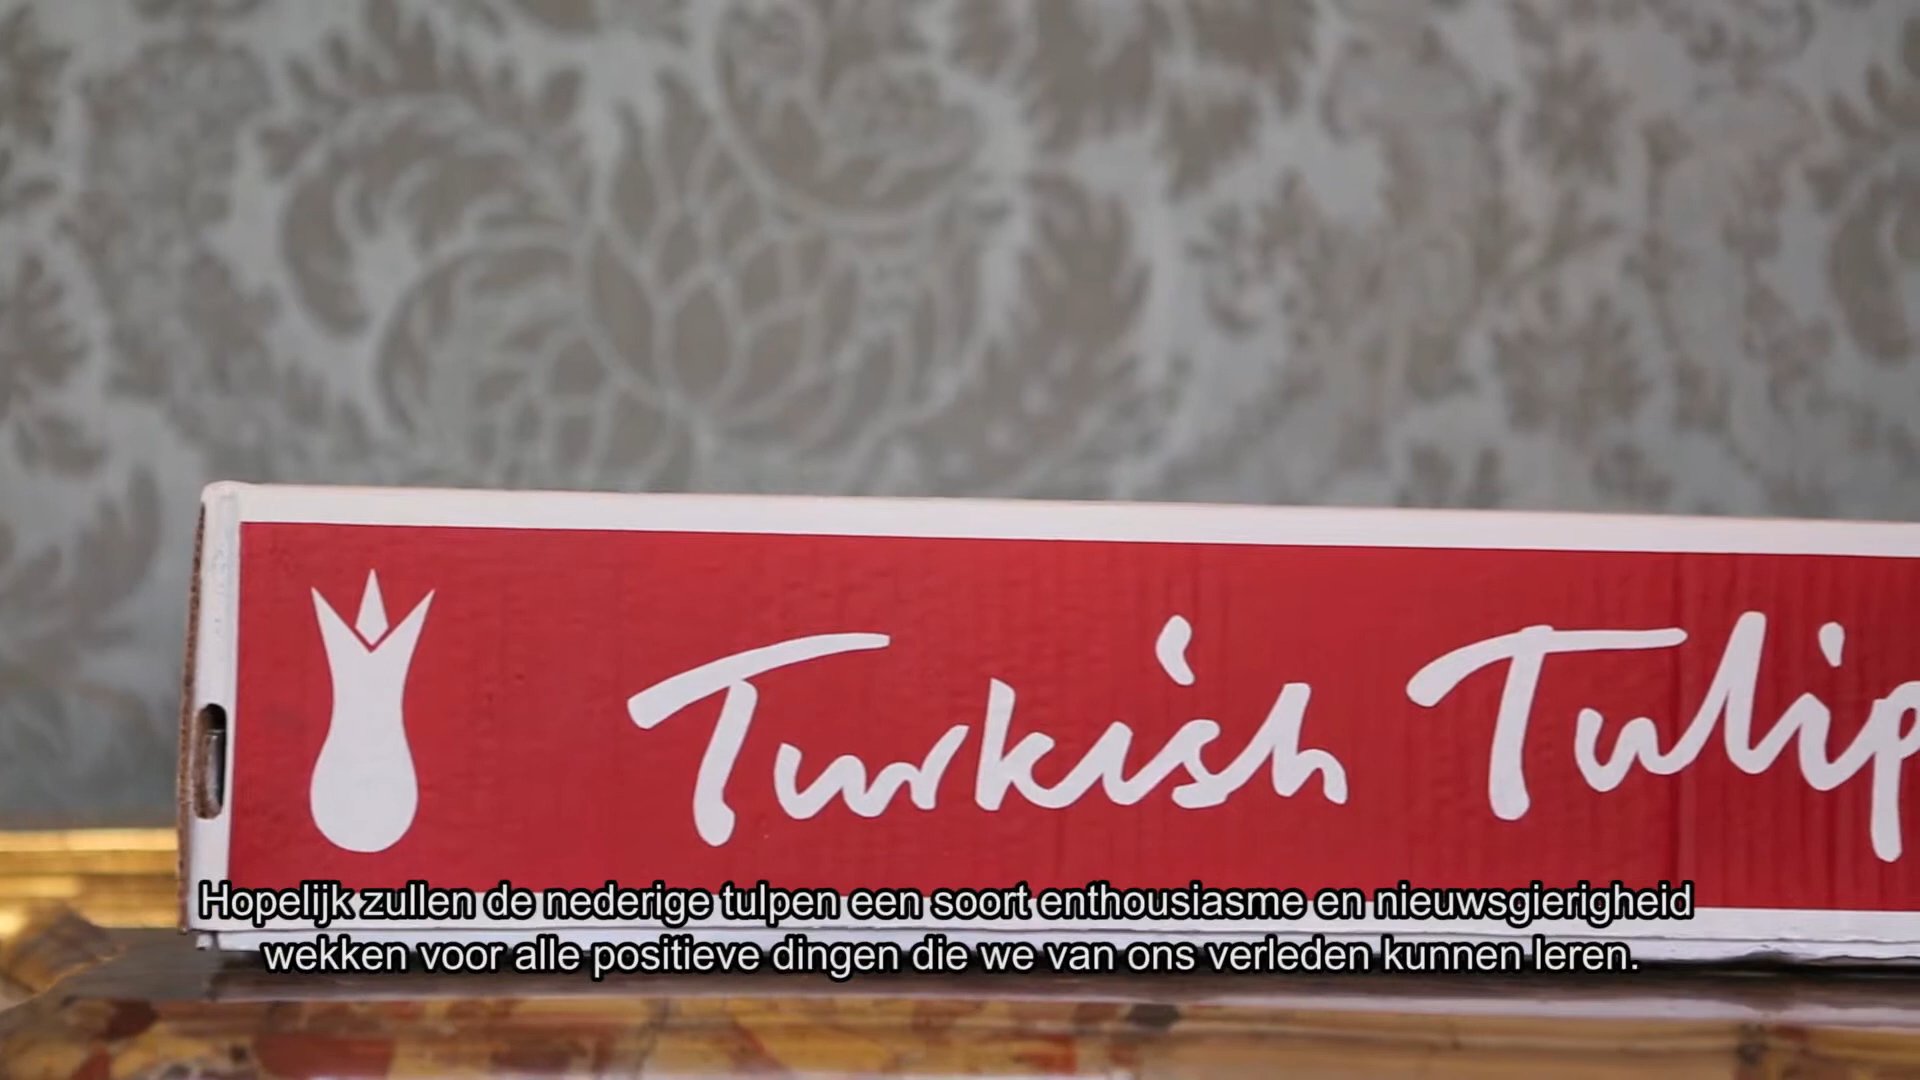 Turkish Tulip
Hopelijk zullen de nederige tulpen een soort enthousiasme en nieuwsgierigheid
wekken voor alle positieve dingen die we van ons verleden kunnen leren.